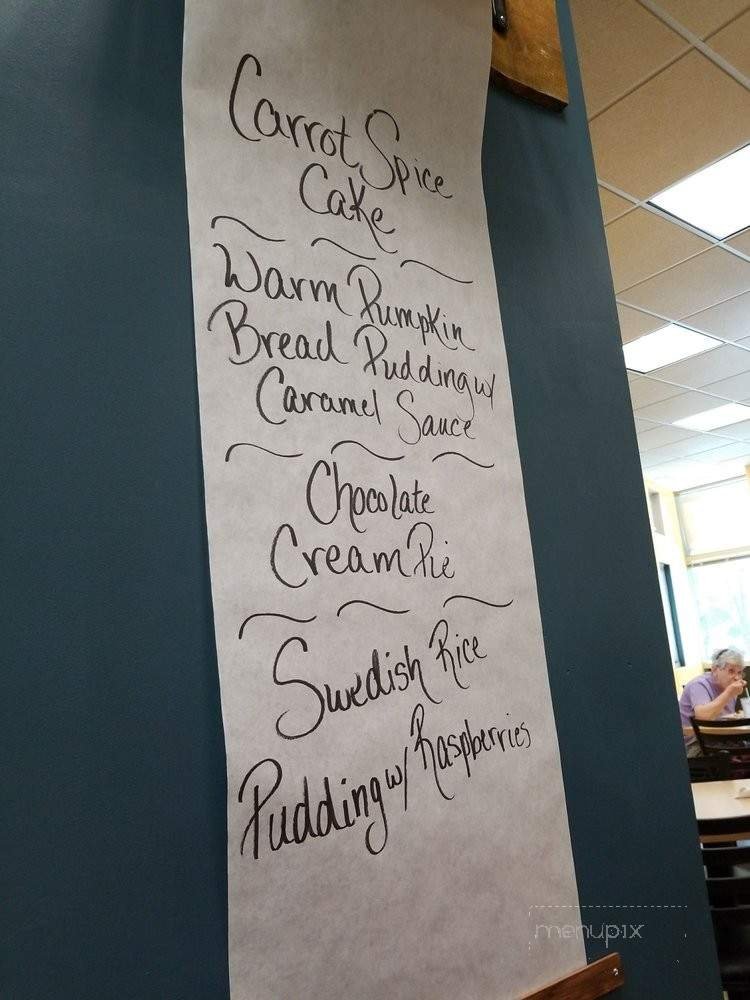 Carrot Spice
Cake
Warm Pumpkin
Bread Pudding w/
Caramel Sauce
Chocolate
Cream Pie
Swedish Rice
Pudding w/ Raspberries
menupix